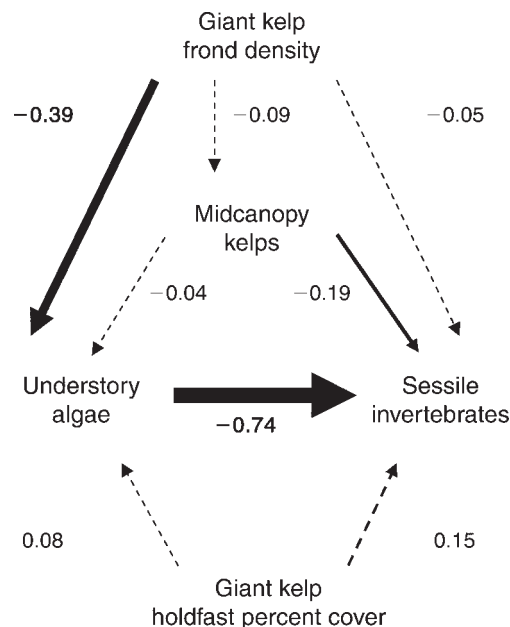 Giant kelp
frond density
−0.39
−0.09
−0.05
Midcanopy
kelps
−0.04
−0.19
Understory
algae
Sessile
invertebrates
−0.74
0.08
0.15
Giant kelp
holdfast percent cover